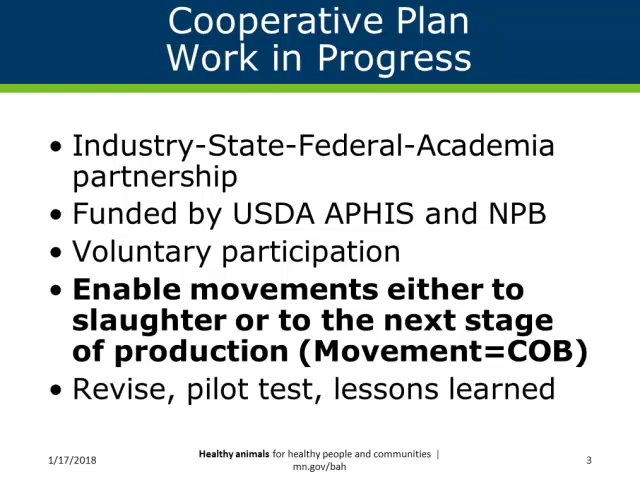 Cooperative Plan
Work in Progress
• Industry-State-Federal-Academia
partnership
• Funded by USDA APHIS and NPB
• Voluntary participation
• Enable movements either to
slaughter or to the next stage
of production (Movement=COB)
• Revise, pilot test, lessons learned
1/17/2018
Healthy animals for healthy people and communities |
mn.gov/bah
3